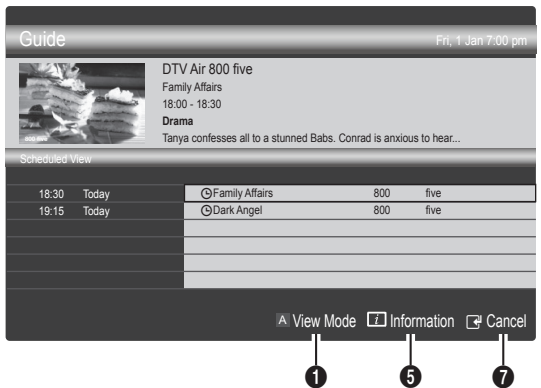 Guide Fri, 1 Jan 7:00 pm
DTV Air 800 five
Family Affairs
18:00 - 18:30
Drama
Tanya confesses all to a stunned Babs. Conrad is anxious to hear...
800 five
Scheduled View
18:30 Today Family Affairs 800 five
19:15 Today Dark Angel 800 five
A View Mode i Information Cancel
1 5 7